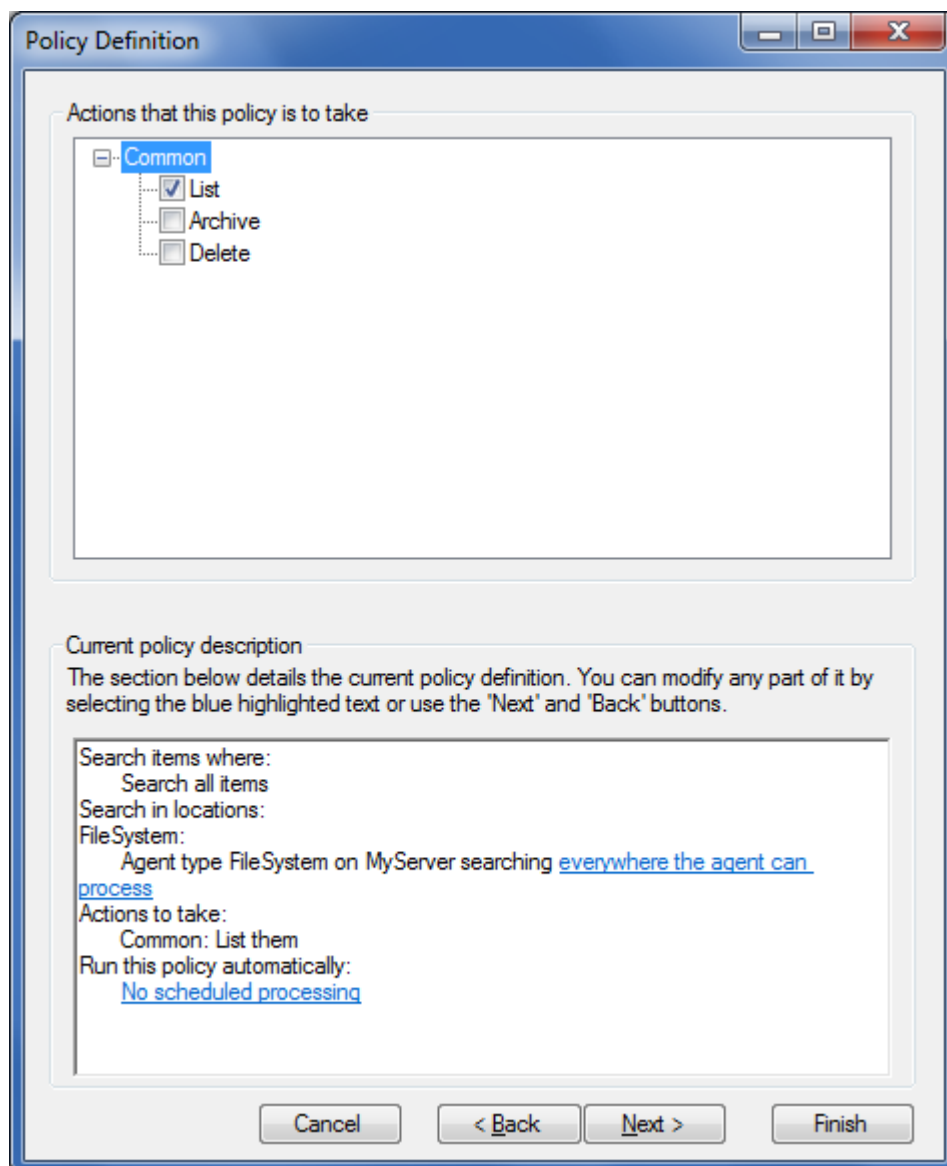 Policy Definition
Actions that this policy is to take
Common
List
Archive
Delete
Current policy description
The section below details the current policy definition. You can modify any part of it by
selecting the blue highlighted text or use the 'Next' and 'Back' buttons.
Search items where:
Search all items
Search in locations:
FileSystem:
Agent type FileSystem on MyServer searching everywhere the agent can
process
Actions to take:
Common: List them
Run this policy automatically:
No scheduled processing
Cancel < Back Next > Finish